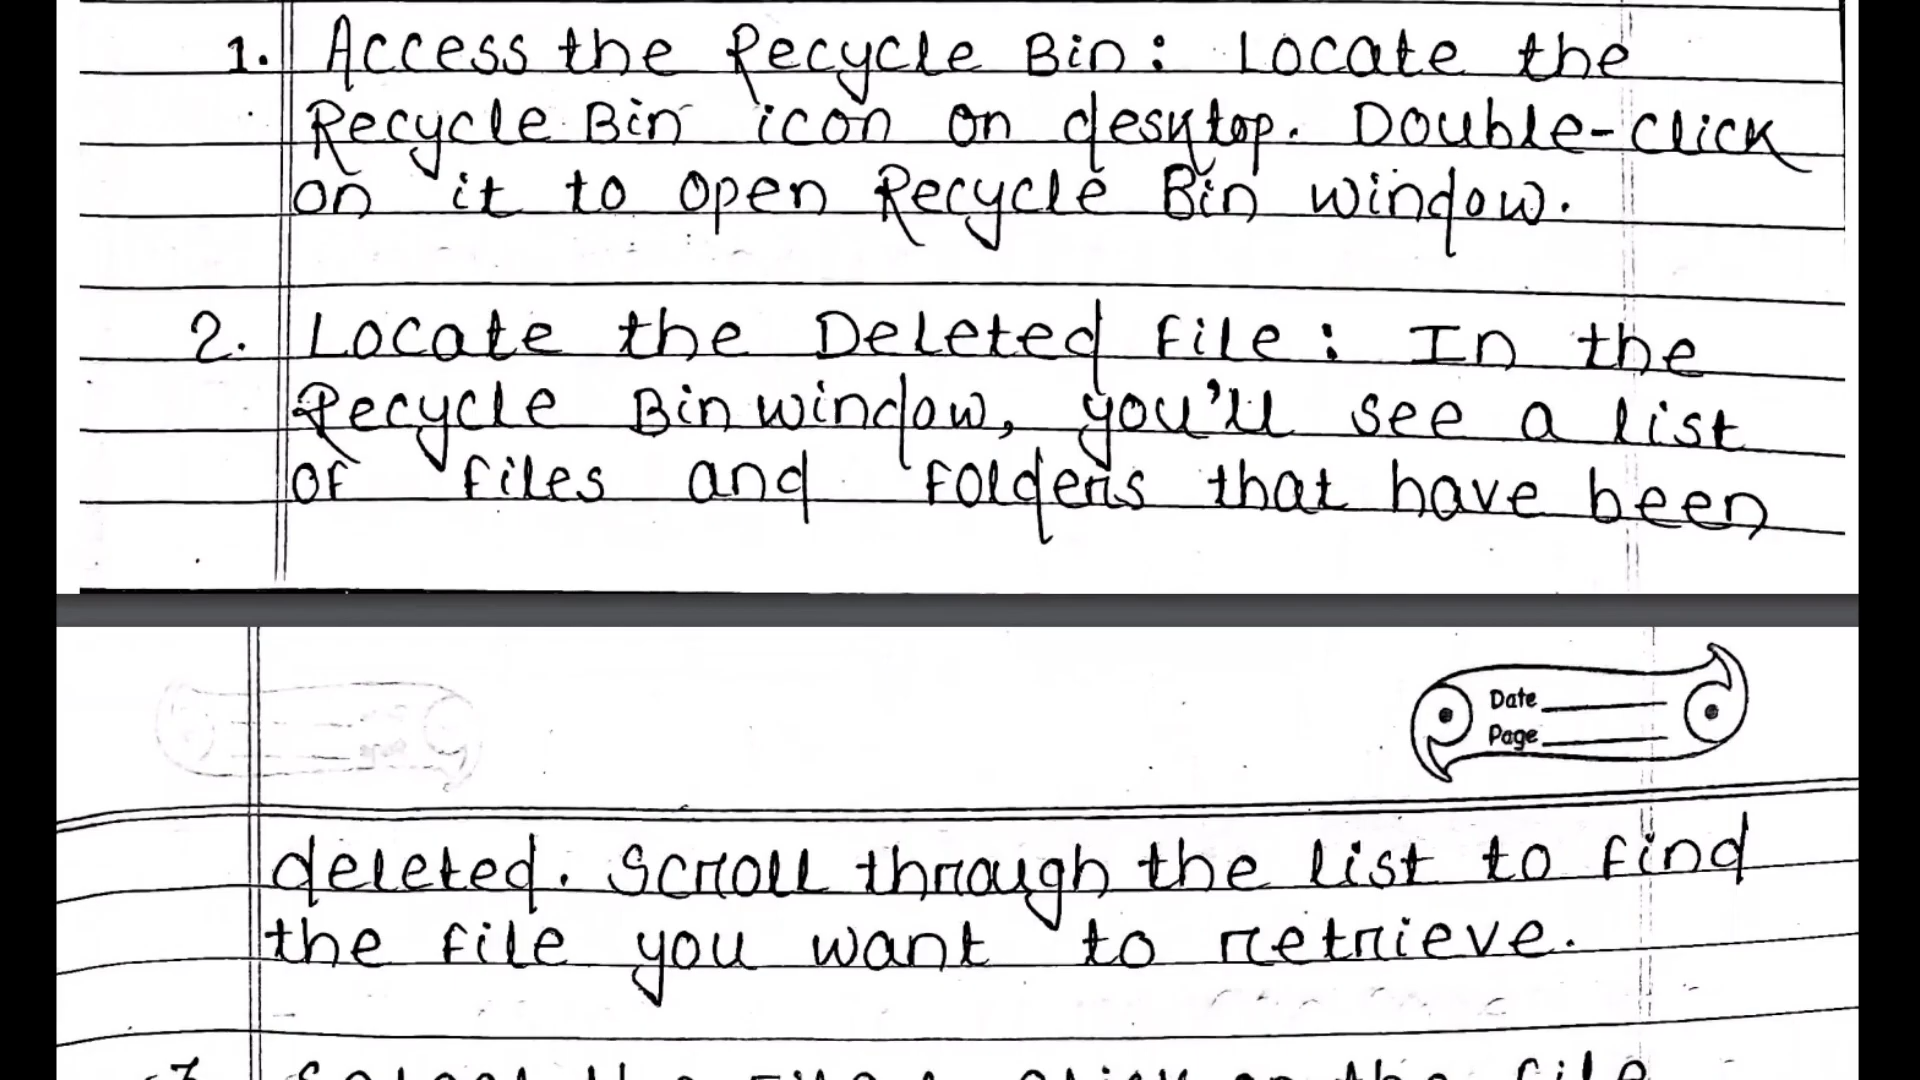 1. Access the Recycle Bin: Locate the
Recycle Bin icon on desktop. Double-click
on it to open Recycle Bin window.
2. Locate the Deleted file: In the
Recycle Bin window, you'll see a list
of files and folders that have been
Date
Page
deleted. Scroll through the list to find
the file you want to retrieve.